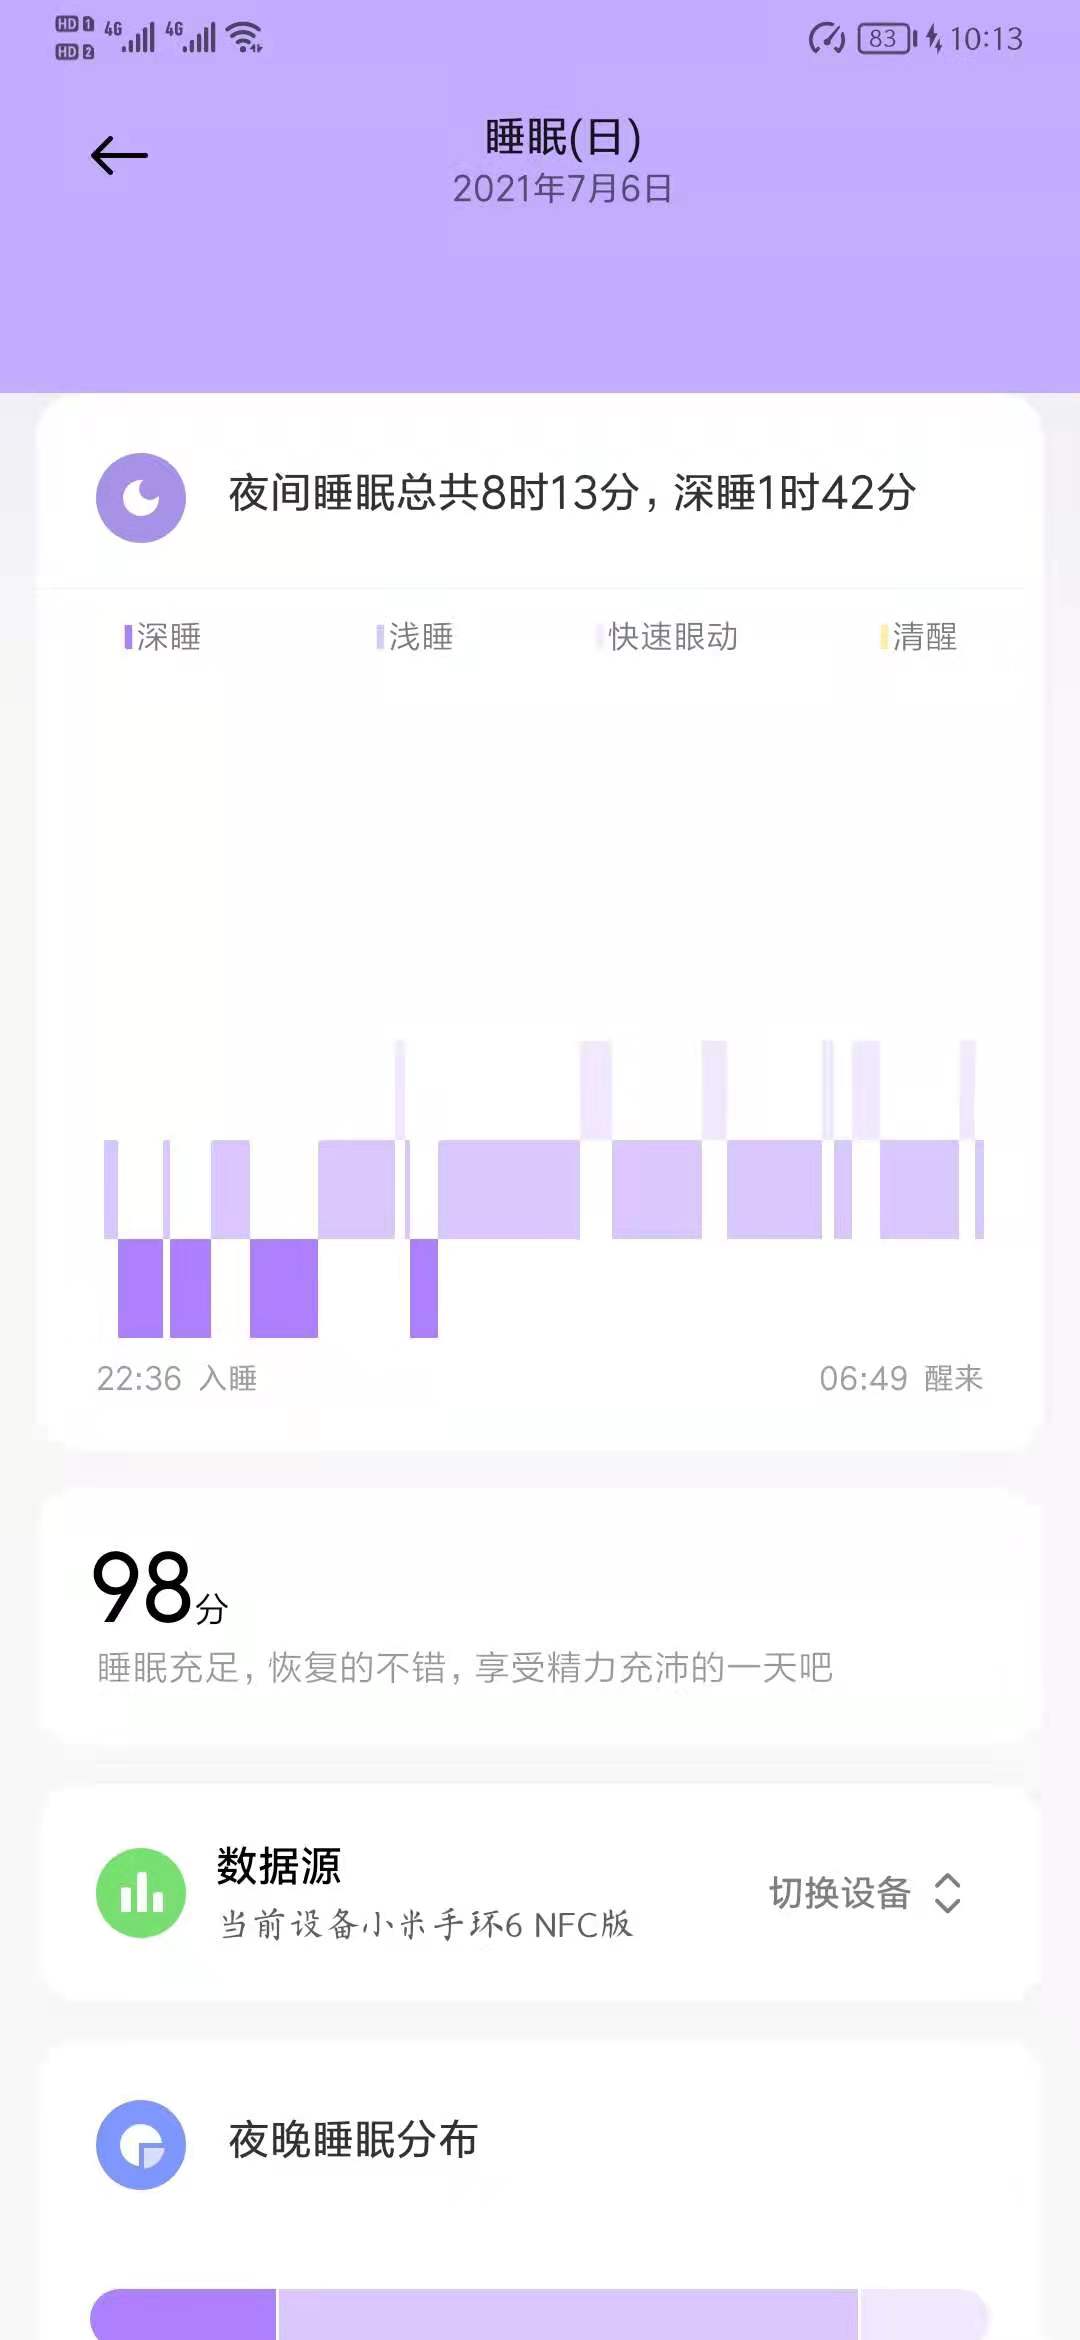 HD 1 4G 4G 83 10:13
HD 2
睡眠(日)
2021年7月6日
夜间睡眠总共8时13分, 深睡1时42分
深睡 浅睡 快速眼动 清醒
22:36 入睡 06:49 醒来
98分
睡眠充足, 恢复的不错, 享受精力充沛的一天吧
数据源
当前设备小米手环6 NFC版
切换设备
夜晚睡眠分布